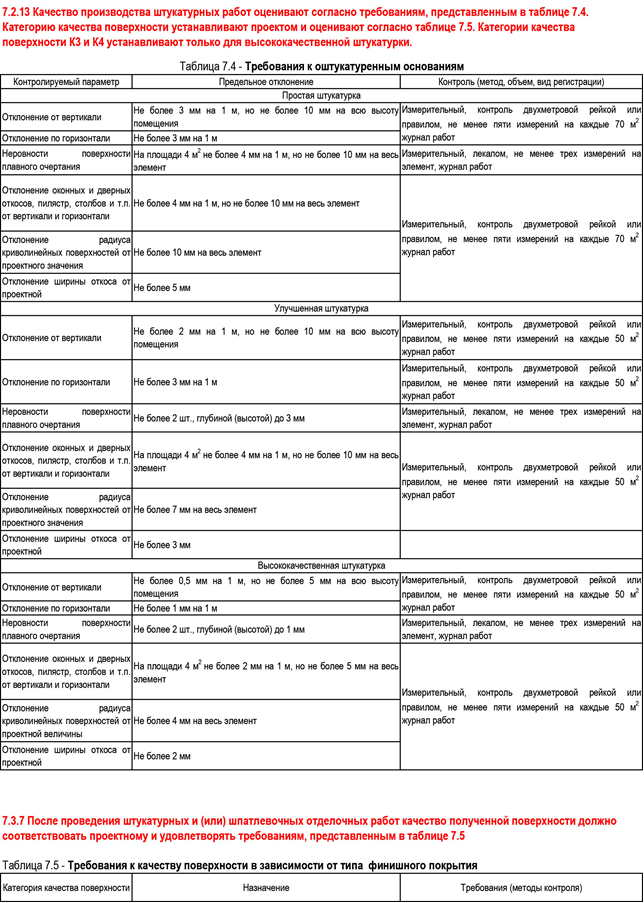 7.2.13 Качество производства штукатурных работ оценивают согласно требованиям, представленным в таблице 7.4.
Категорию качества поверхности устанавливают проектом и оценивают согласно таблице 7.5. Категории качества
поверхности К3 и К4 устанавливают только для высококачественной штукатурки.
Таблица 7.4 - Требования к оштукатуренным основаниям
Контролируемый параметр
Предельное отклонение
Контроль (метод, объем, вид регистрации)
Простая штукатурка
Отклонение от вертикали
Не более 3 мм на 1 м, но не более 10 мм на всю высоту
помещения
Измерительный, контроль двухметровой рейкой или
правилом, не менее пяти измерений на каждые 70 м2
журнал работ
Отклонение по горизонтали
Не более 3 мм на 1 м
Неровности поверхности
плавного очертания
На площади 4 м2 не более 4 мм на 1 м, но не более 10 мм на весь
элемент
Измерительный, лекалом, не менее трех измерений на
элемент, журнал работ
Отклонение оконных и дверных
откосов, пилястр, столбов и т.п.
от вертикали и горизонтали
Не более 4 мм на 1 м, но не более 10 мм на весь элемент
Измерительный, контроль двухметровой рейкой или
правилом, не менее пяти измерений на каждые 70 м2
журнал работ
Отклонение радиуса
криволинейных поверхностей от
проектного значения
Не более 10 мм на весь элемент
Отклонение ширины откоса от
проектной
Не более 5 мм
Улучшенная штукатурка
Отклонение от вертикали
Не более 2 мм на 1 м, но не более 10 мм на всю высоту
помещения
Измерительный, контроль двухметровой рейкой или
правилом, не менее пяти измерений на каждые 50 м2
журнал работ
Отклонение по горизонтали
Не более 3 мм на 1 м
Измерительный, контроль двухметровой рейкой или
правилом, не менее пяти измерений на каждые 50 м2
журнал работ
Неровности поверхности
плавного очертания
Не более 2 шт., глубиной (высотой) до 3 мм
Измерительный, лекалом, не менее трех измерений на
элемент, журнал работ
Отклонение оконных и дверных
откосов, пилястр, столбов и т.п.
от вертикали и горизонтали
На площади 4 м2 не более 4 мм на 1 м, но не более 10 мм на весь
элемент
Измерительный, контроль двухметровой рейкой или
правилом, не менее пяти измерений на каждые 50 м2
журнал работ
Отклонение радиуса
криволинейных поверхностей от
проектного значения
Не более 7 мм на весь элемент
Отклонение ширины откоса от
проектной
Не более 3 мм
Высококачественная штукатурка
Отклонение от вертикали
Не более 0,5 мм на 1 м, но не более 5 мм на всю высоту
помещения
Измерительный, контроль двухметровой рейкой или
правилом, не менее пяти измерений на каждые 50 м2
журнал работ
Отклонение по горизонтали
Не более 1 мм на 1 м
Неровности поверхности
плавного очертания
Не более 2 шт., глубиной (высотой) до 1 мм
Измерительный, лекалом, не менее трех измерений на
элемент, журнал работ
Отклонение оконных и дверных
откосов, пилястр, столбов и т.п.
от вертикали и горизонтали
На площади 4 м2 не более 2 мм на 1 м, но не более 5 мм на весь
элемент
Измерительный, контроль двухметровой рейкой или
правилом, не менее пяти измерений на каждые 50 м2
журнал работ
Отклонение радиуса
криволинейных поверхностей от
проектной величины
Не более 4 мм на весь элемент
Отклонение ширины откоса от
проектной
Не более 2 мм
7.3.7 После проведения штукатурных и (или) шпатлевочных отделочных работ качество полученной поверхности должно
соответствовать проектному и удовлетворять требованиям, представленным в таблице 7.5
Таблица 7.5 - Требования к качеству поверхности в зависимости от типа финишного покрытия
Категория качества поверхности
Назначение
Требования (методы контроля)